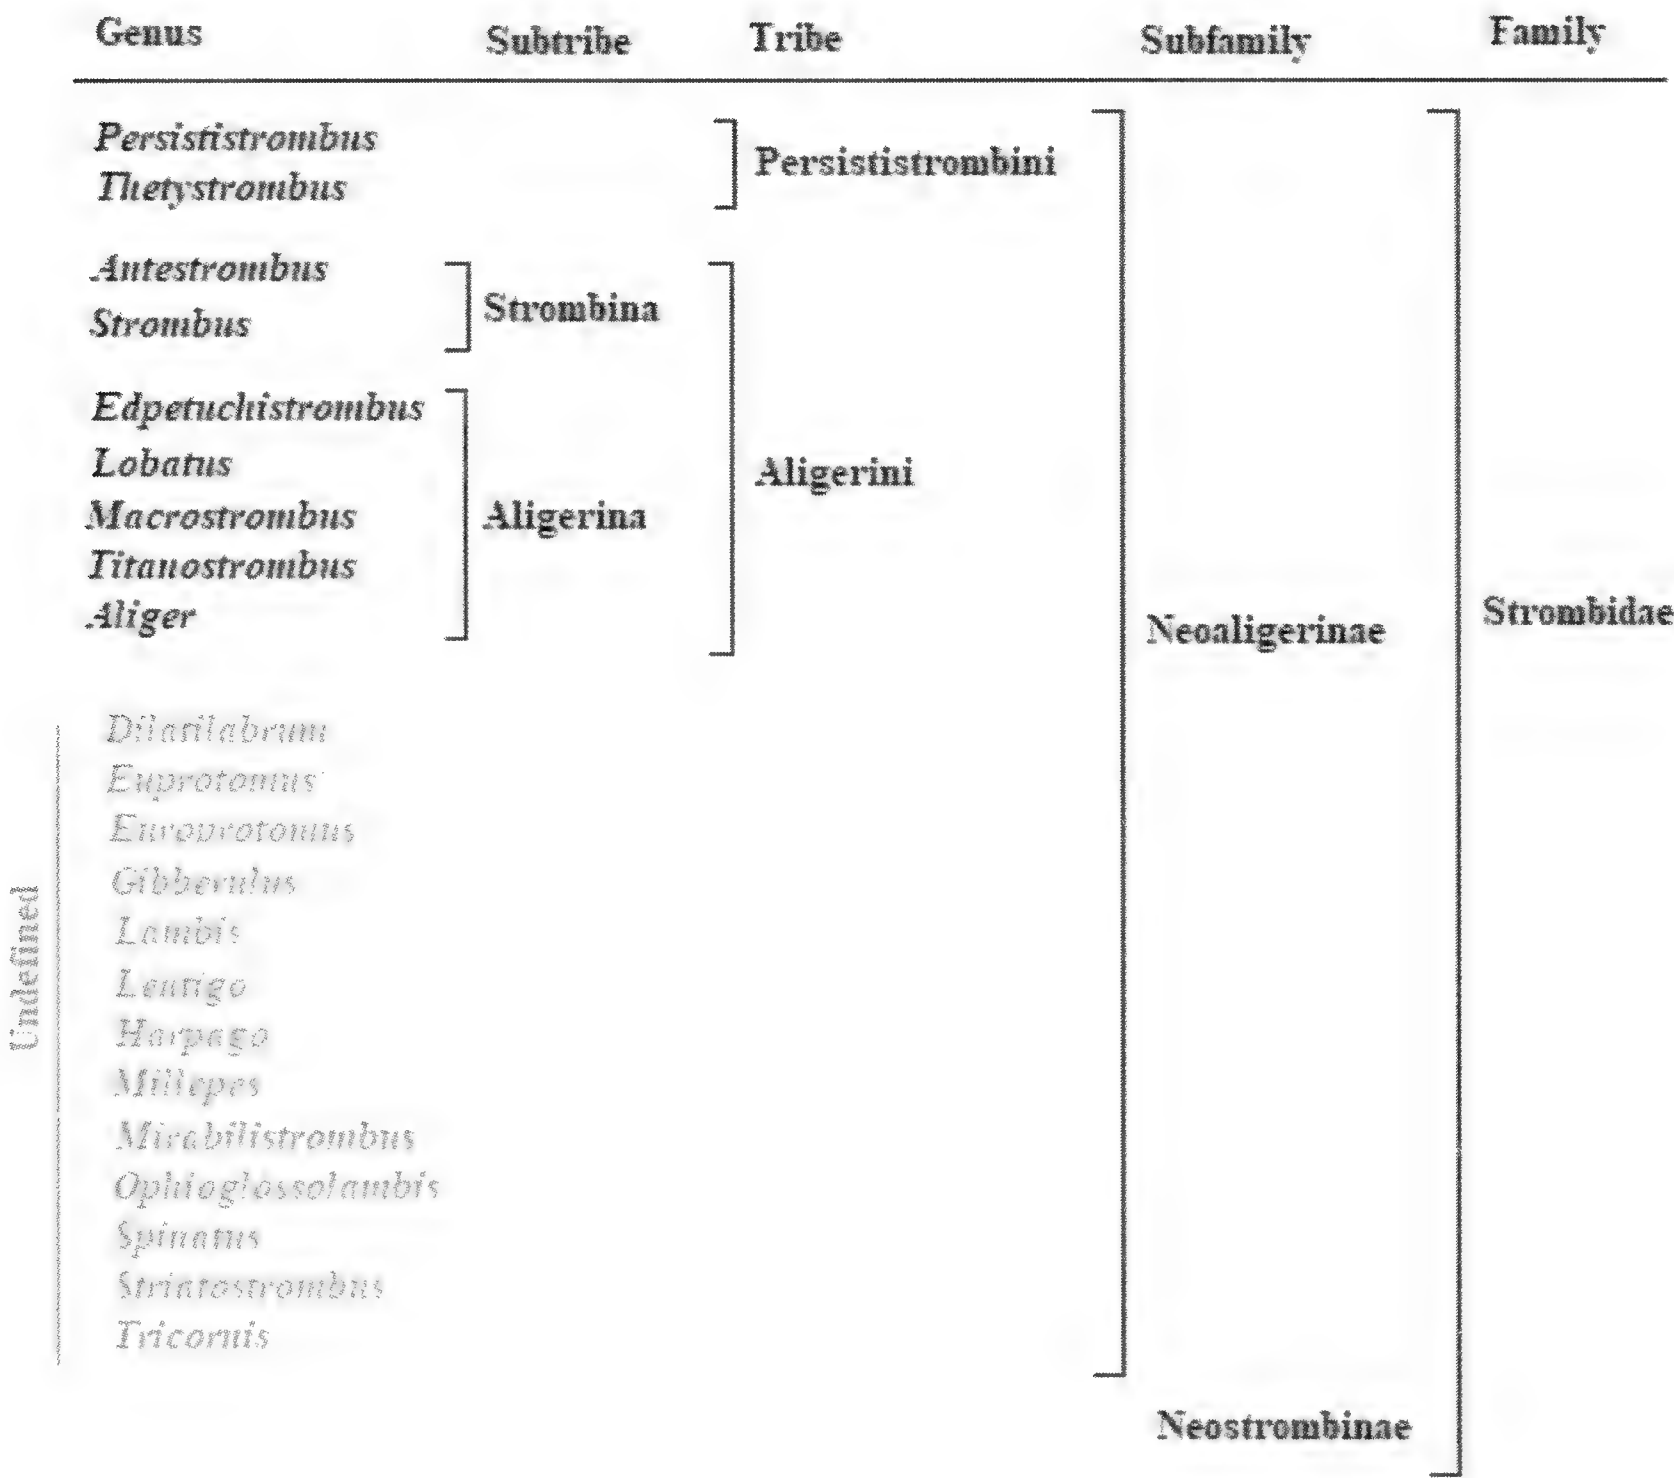 Genus Subtribe Tribe Subfamily Family
Persististrombus
Persististrombini
Thetystrombus
Antestrombus
Strombina
Strombus
Edpetuchistrombus
Lobatus
Aligerini
Macrostrombus
Aligerina
Titanostrombus
Aliger
Neoaligerinae
Strombidae
Dilatilabrum
Euprotomus
Europrotomus
Gibberulus
Lambis
Undefined
Lentigo
Harpago
Millepes
Mirabilistrombus
Ophioglossolambis
Spinatus
Striatostrombus
Tricornis
Neostrombinae